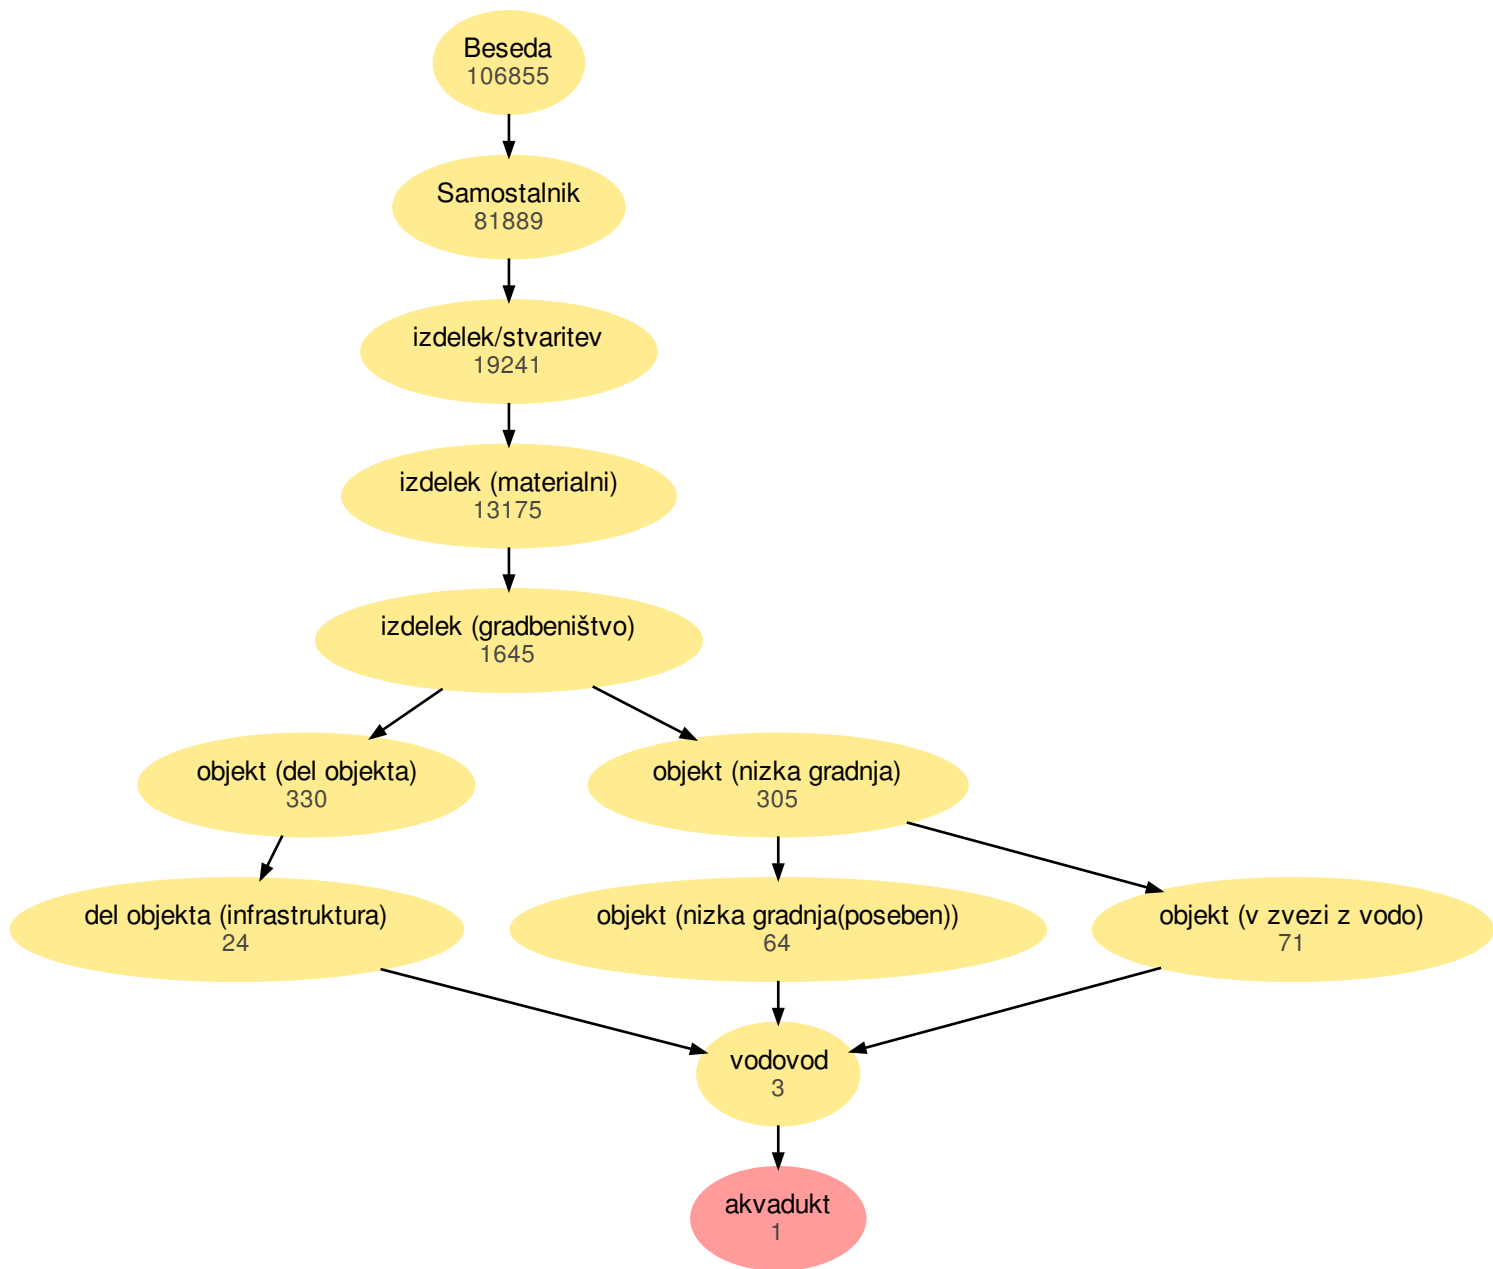 Beseda
106855
Samostalnik
81889
izdelek/stvaritev
19241
izdelek (materialni)
13175
izdelek (gradbeništvo)
1645
objekt (del objekta)
330
objekt (nizka gradnja)
305
del objekta (infrastruktura)
24
objekt (nizka gradnja(poseben))
64
objekt (v zvezi z vodo)
71
vodovod
3
akvadukt
1